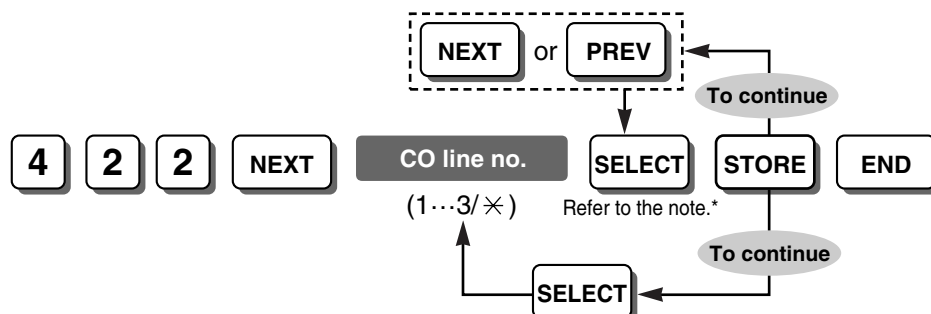 NEXT or PREV
To continue
4 2 2 NEXT CO line no. SELECT STORE END
(1···3/✳) Refer to the note.*
To continue
SELECT